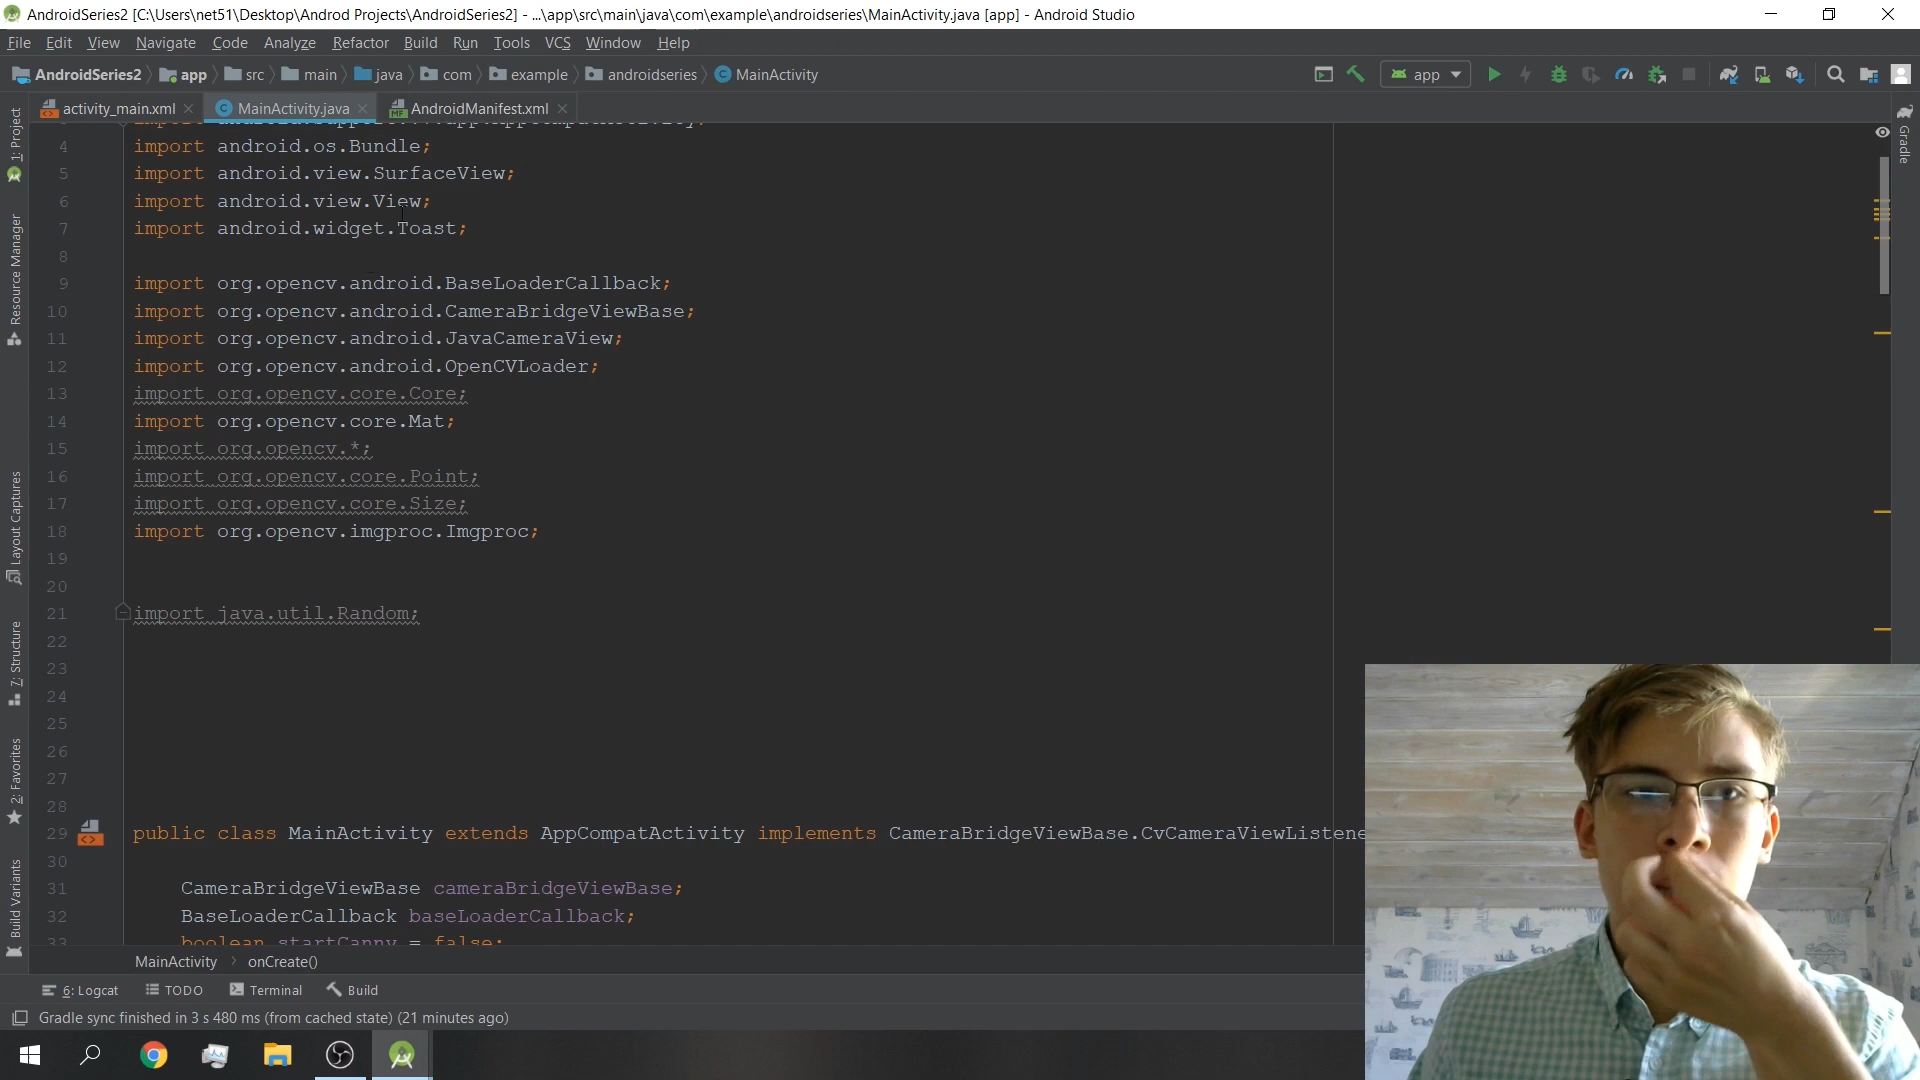 AndroidSeries2 [C:\Users\net51\Desktop\Androd Projects\AndroidSeries2] - ...\app\src\main\java\com\example\androidseries\MainActivity.java [app] - Android Studio
File Edit View Navigate Code Analyze Refactor Build Run Tools VCS Window Help
AndroidSeries2 app src main java com example androidseries MainActivity app
activity_main.xml MainActivity.java AndroidManifest.xml
1: Project
Resource Manager
Layout Captures
7: Structure
2: Favorites
Build Variants
Gradle
4 import android.os.Bundle;
5 import android.view.SurfaceView;
6 import android.view.View;
7 import android.widget.Toast;
8
9 import org.opencv.android.BaseLoaderCallback;
10 import org.opencv.android.CameraBridgeViewBase;
11 import org.opencv.android.JavaCameraView;
12 import org.opencv.android.OpenCVLoader;
13 import org.opencv.core.Core;
14 import org.opencv.core.Mat;
15 import org.opencv.*;
16 import org.opencv.core.Point;
17 import org.opencv.core.Size;
18 import org.opencv.imgproc.Imgproc;
19
20
21 import java.util.Random;
22
23
24
25
26
27
28
29 public class MainActivity extends AppCompatActivity implements CameraBridgeViewBase.CvCameraViewListene
30
31 CameraBridgeViewBase cameraBridgeViewBase;
32 BaseLoaderCallback baseLoaderCallback;
33 boolean startCanny = false;
MainActivity onCreate()
6: Logcat TODO Terminal Build
Gradle sync finished in 3 s 480 ms (from cached state) (21 minutes ago)